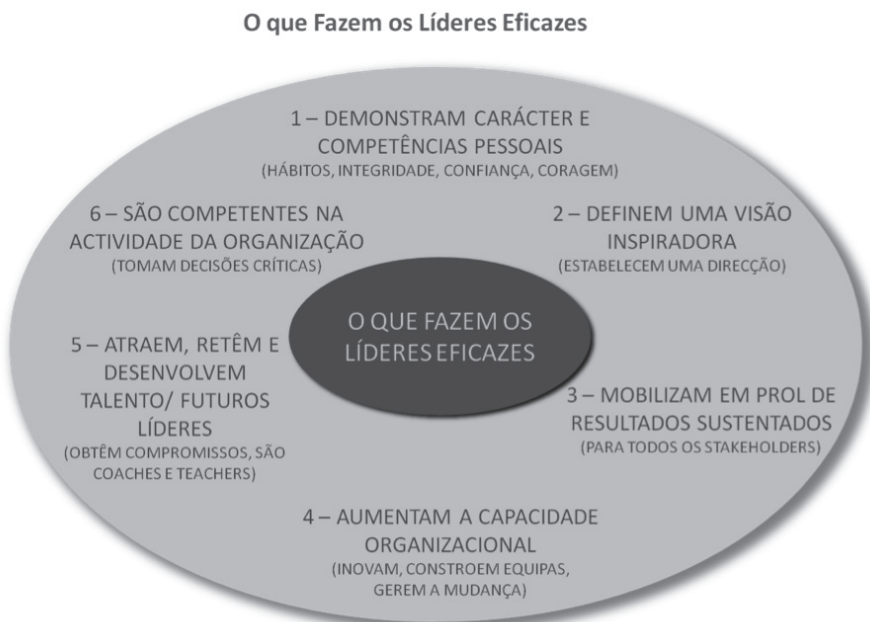 O que Fazem os Líderes Eficazes
1 – DEMONSTRAM CARÁCTER E
COMPETÊNCIAS PESSOAIS
(HÁBITOS, INTEGRIDADE, CONFIANÇA, CORAGEM)
2 – DEFINEM UMA VISÃO
INSPIRADORA
(ESTABELECEM UMA DIRECÇÃO)
3 – MOBILIZAM EM PROL DE
RESULTADOS SUSTENTADOS
(PARA TODOS OS STAKEHOLDERS)
4 – AUMENTAM A CAPACIDADE
ORGANIZACIONAL
(INOVAM, CONSTROEM EQUIPAS,
GEREM A MUDANÇA)
5 – ATRAEM, RETÊM E
DESENVOLVEM
TALENTO/ FUTUROS
LÍDERES
(OBTÊM COMPROMISSOS, SÃO
COACHES E TEACHERS)
6 – SÃO COMPETENTES NA
ACTIVIDADE DA ORGANIZAÇÃO
(TOMAM DECISÕES CRÍTICAS)
O QUE FAZEM OS
LÍDERES EFICAZES